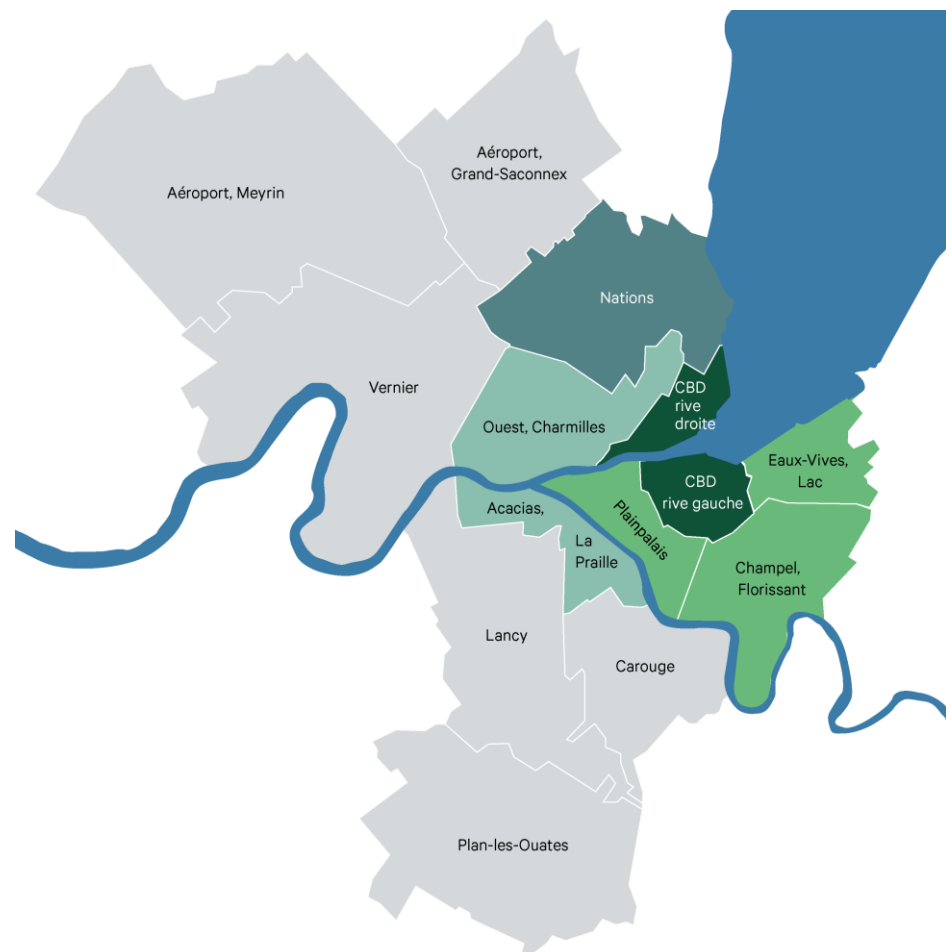 Aéroport,
Grand-Saconnex
Aéroport, Meyrin
Nations
Vernier
CBD
rive
droite
Ouest, Charmilles
Eaux-Vives,
Lac
CBD
rive gauche
Acacias,
Plainpalais
La
Praille
Champel,
Florissant
Lancy
Carouge
Plan-les-Ouates